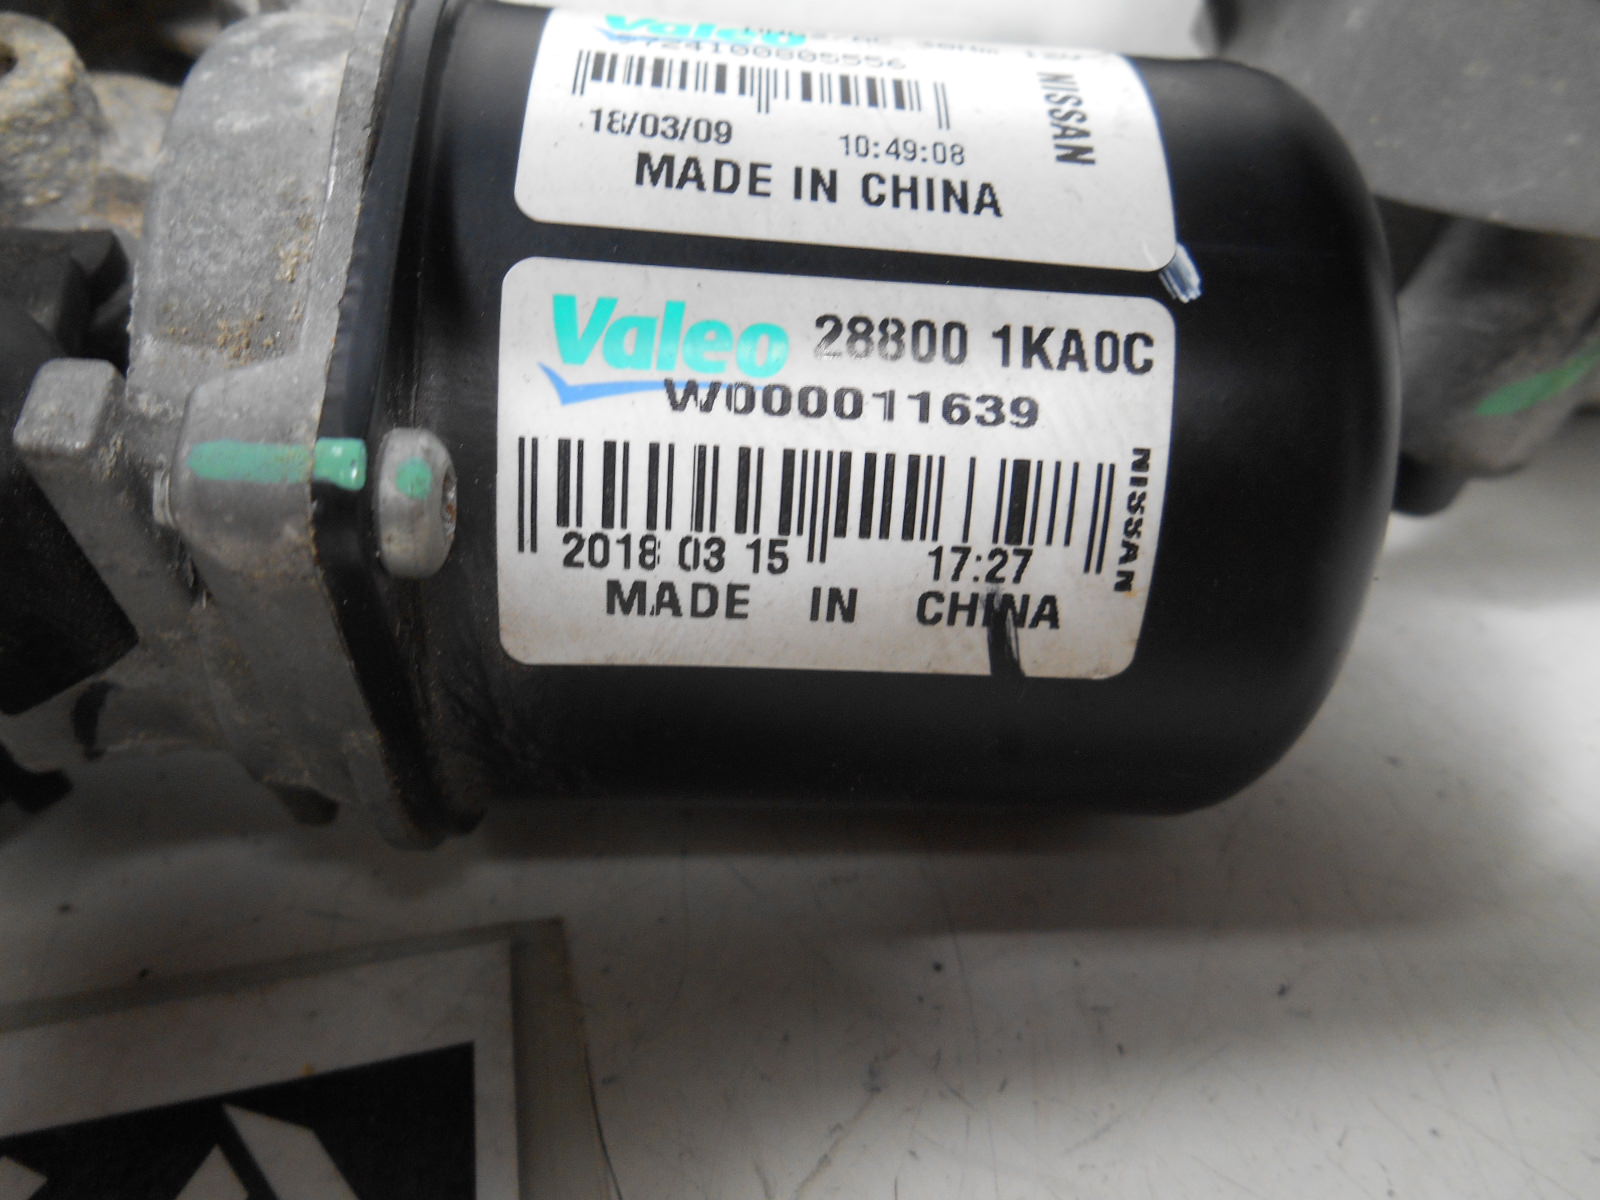 Valeo
18/03/09 10:49:08
MADE IN CHINA
NISSAN
Valeo 28800 1KA0C
W000011639
2018 03 15 17:27
MADE IN CHINA
NISSAN